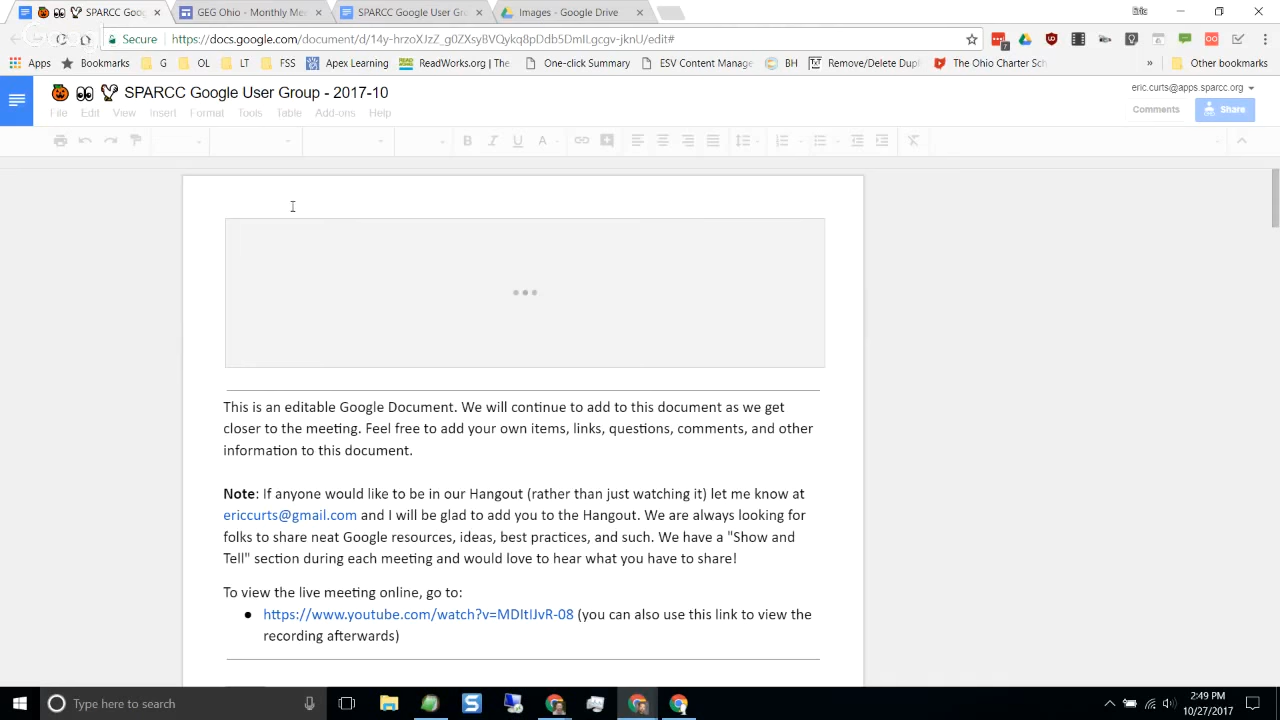 SPARCC Goog
GEG Ohio - Monthly Me
SPARCC Google User Gr
Images - Google Drive
Secure
https://docs.google.com/document/d/14y-hrzoXJzZ_g0ZXsyBVQykq8pDdb5DmlLgcgv-jknU/edit#
Apps
Bookmarks
G
OL
LT
FSS
Apex Learning
ReadWorks.org | The
One-click Summary
ESV Content Manage
BH
Remove/Delete Dupl
The Ohio Charter Sch
»
Other bookmarks
SPARCC Google User Group - 2017-10
eric.curts@apps.sparcc.org
File
Edit
View
Insert
Format
Tools
Table
Add-ons
Help
Comments
Share
B
I
U
A
This is an editable Google Document. We will continue to add to this document as we get
closer to the meeting. Feel free to add your own items, links, questions, comments, and other
information to this document.
Note: If anyone would like to be in our Hangout (rather than just watching it) let me know at
ericcurts@gmail.com and I will be glad to add you to the Hangout. We are always looking for
folks to share neat Google resources, ideas, best practices, and such. We have a "Show and
Tell" section during each meeting and would love to hear what you have to share!
To view the live meeting online, go to:
● https://www.youtube.com/watch?v=MDItIJvR-08 (you can also use this link to view the
recording afterwards)
Type here to search
2:49 PM
10/27/2017